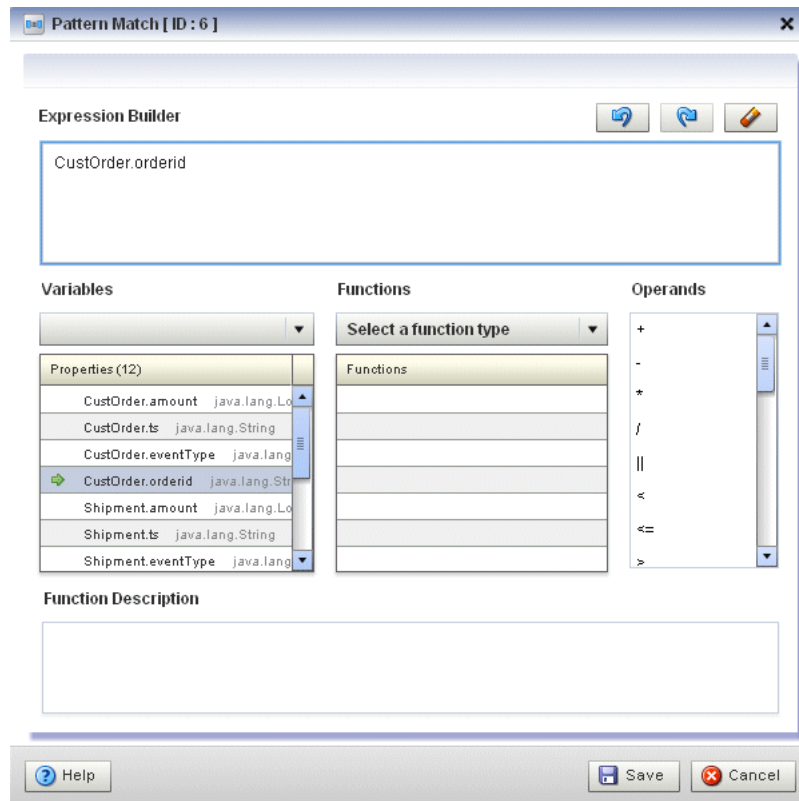 Pattern Match [ ID : 6 ]
Expression Builder
CustOrder.orderid
Variables
Functions
Operands
Select a function type
Properties (12)
Functions
CustOrder.amount java.lang.Lo
CustOrder.ts java.lang.String
CustOrder.eventType java.lang
CustOrder.orderid java.lang.Str
Shipment.amount java.lang.Lo
Shipment.ts java.lang.String
Shipment.eventType java.lang
+
-
*
/
||
<
<=
>
Function Description
Help
Save
Cancel